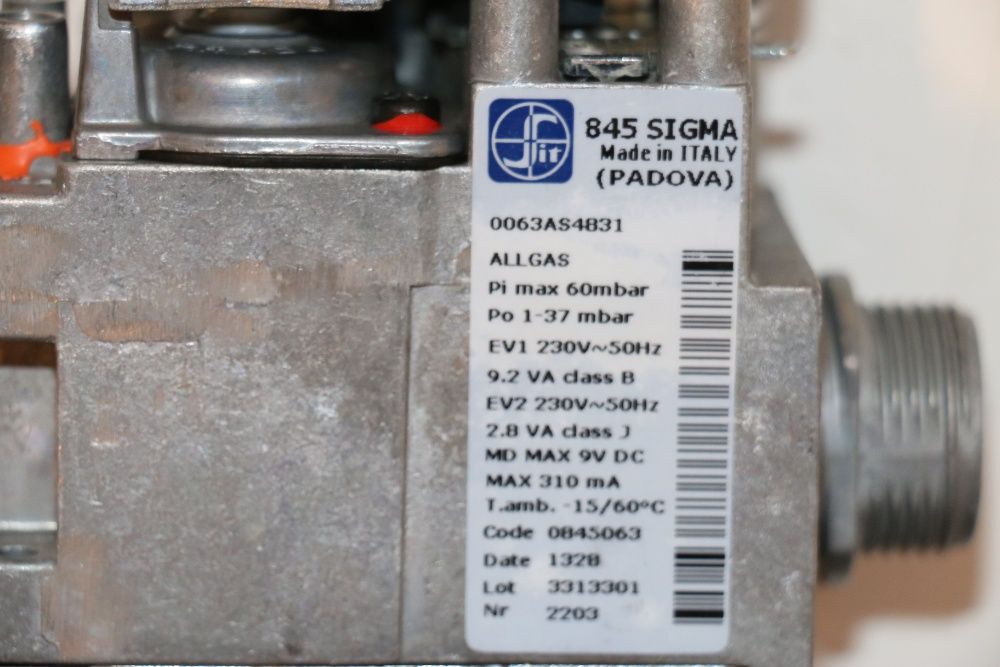 Sit
845 SIGMA
Made in ITALY
(PADOVA)
0063AS4831
ALLGAS
Pi max 60mbar
Po 1-37 mbar
EV1 230V~50Hz
9.2 VA class B
EV2 230V~50Hz
2.8 VA class J
MD MAX 9V DC
MAX 310 mA
T.amb. -15/60°C
Code 0845063
Date 1328
Lot 3313301
Nr 2203